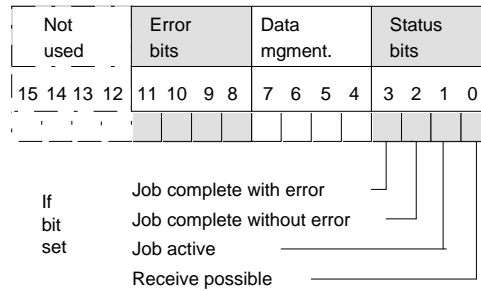 Not Error Data Status
used bits mgment. bits
15 14 13 12 11 10 9 8 7 6 5 4 3 2 1 0
Job complete with error
If Job complete without error
bit
set Job active
Receive possible